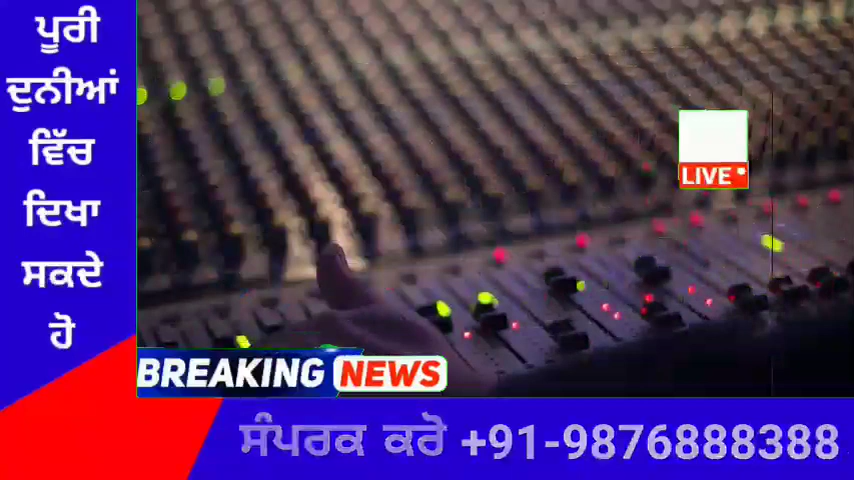 ਪੂਰੀ
ਦੁਨੀਆਂ
ਵਿੱਚ
ਦਿਖਾ
ਸਕਦੇ
ਹੋ
LIVE
BREAKING NEWS
ਸੰਪਰਕ ਕਰੋ +91-9876888388